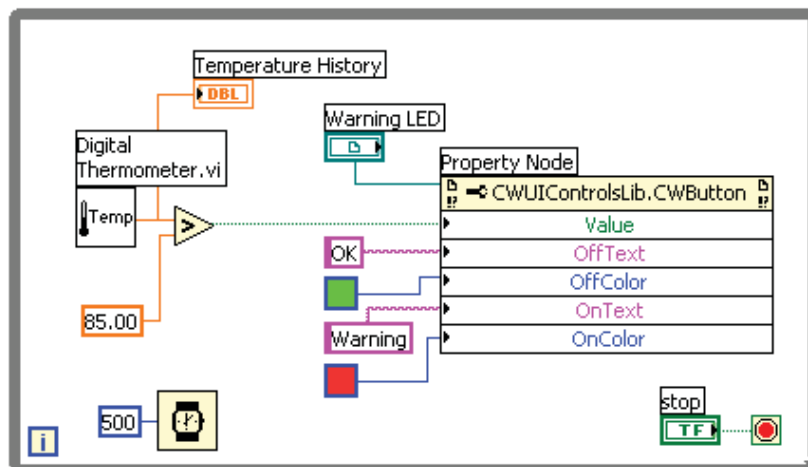 Temperature History
DBL
Digital
Thermometer.vi
Temp
>
85.00
Warning LED
Property Node
!? CWUIControlsLib.CWButton !?
Value
OK
OffText
OffColor
OnText
Warning
OnColor
500
i
stop
TF